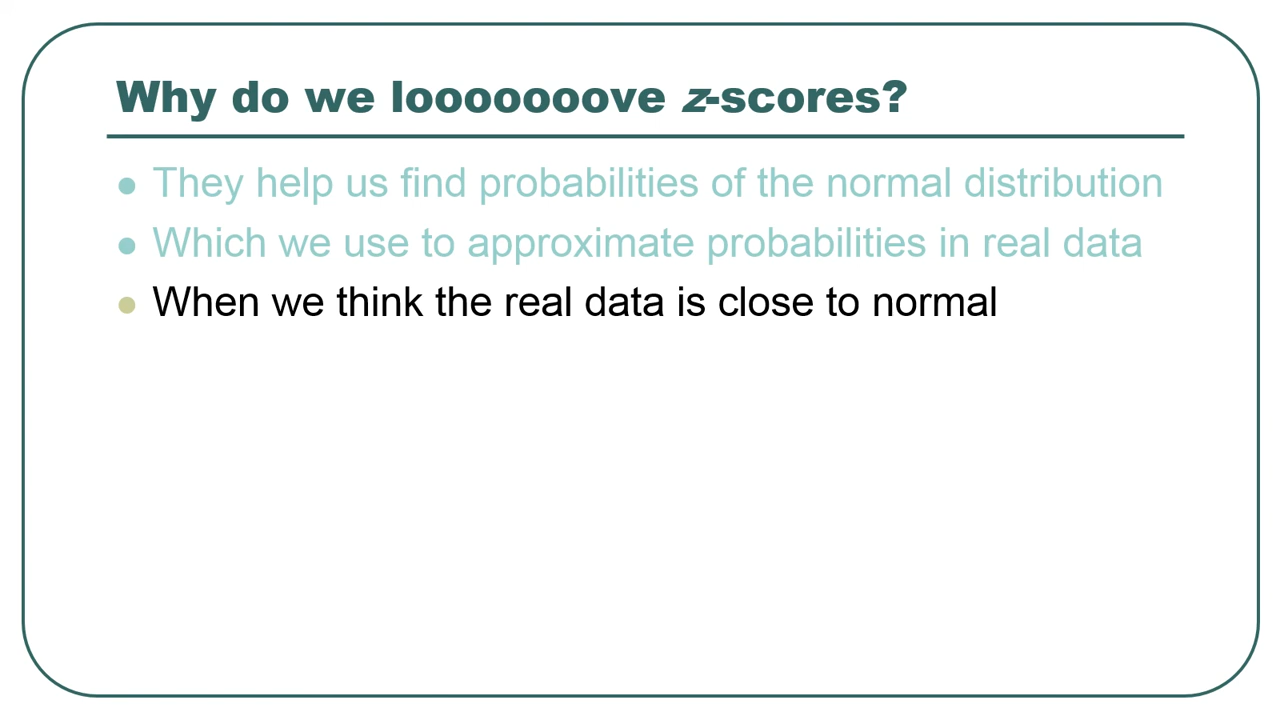 Why do we looooooove z-scores?
They help us find probabilities of the normal distribution
Which we use to approximate probabilities in real data
When we think the real data is close to normal